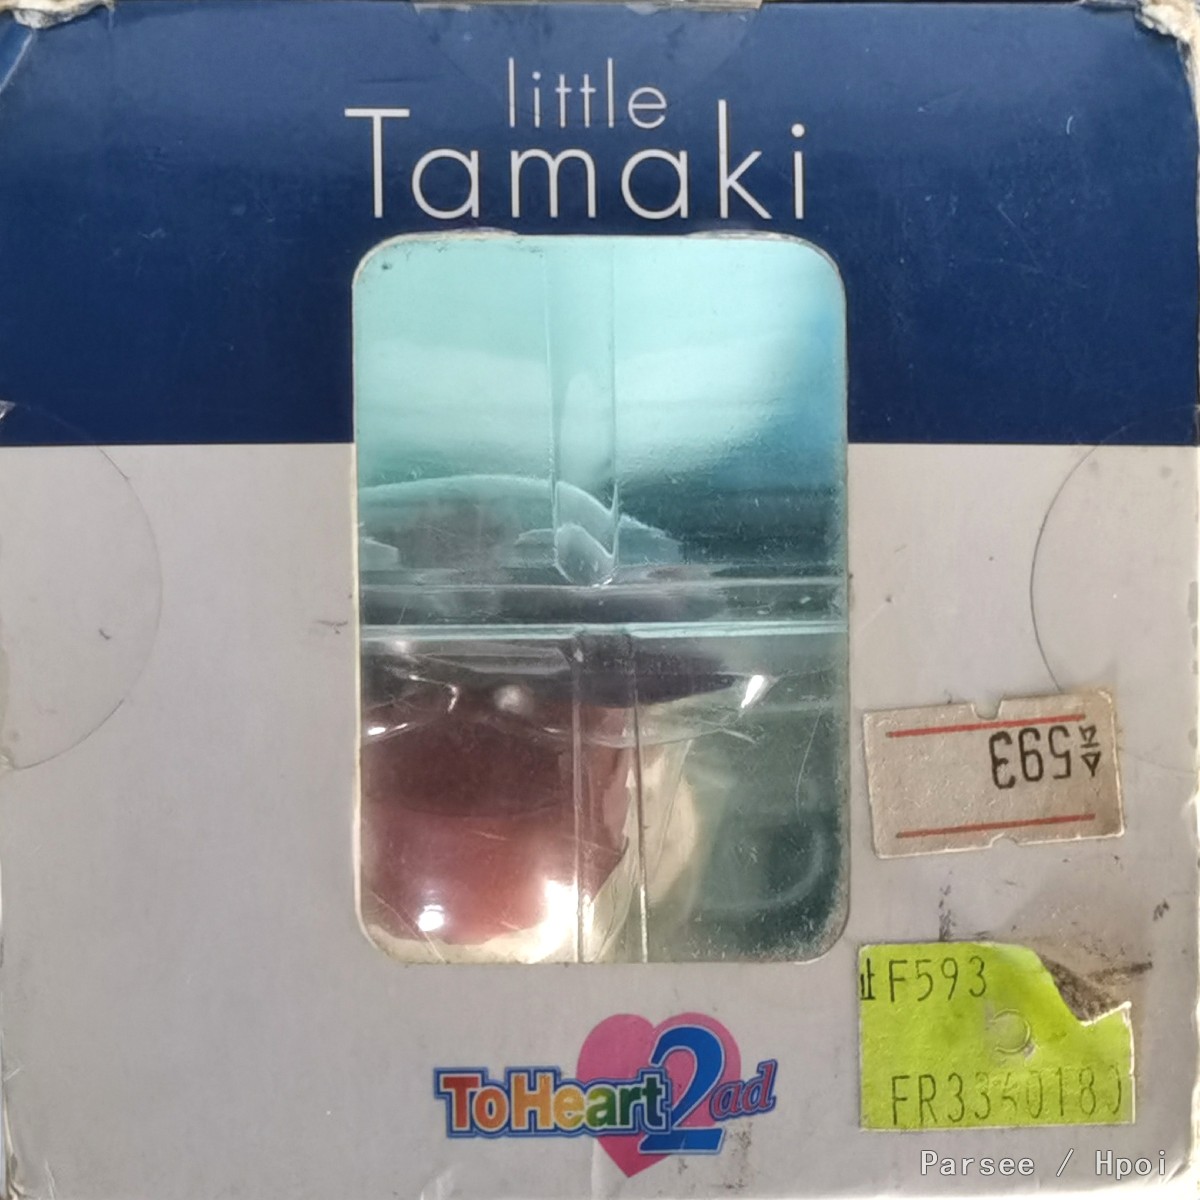 little
Tamaki
593
F593
ToHeart2ad
Parsee / Hpoi